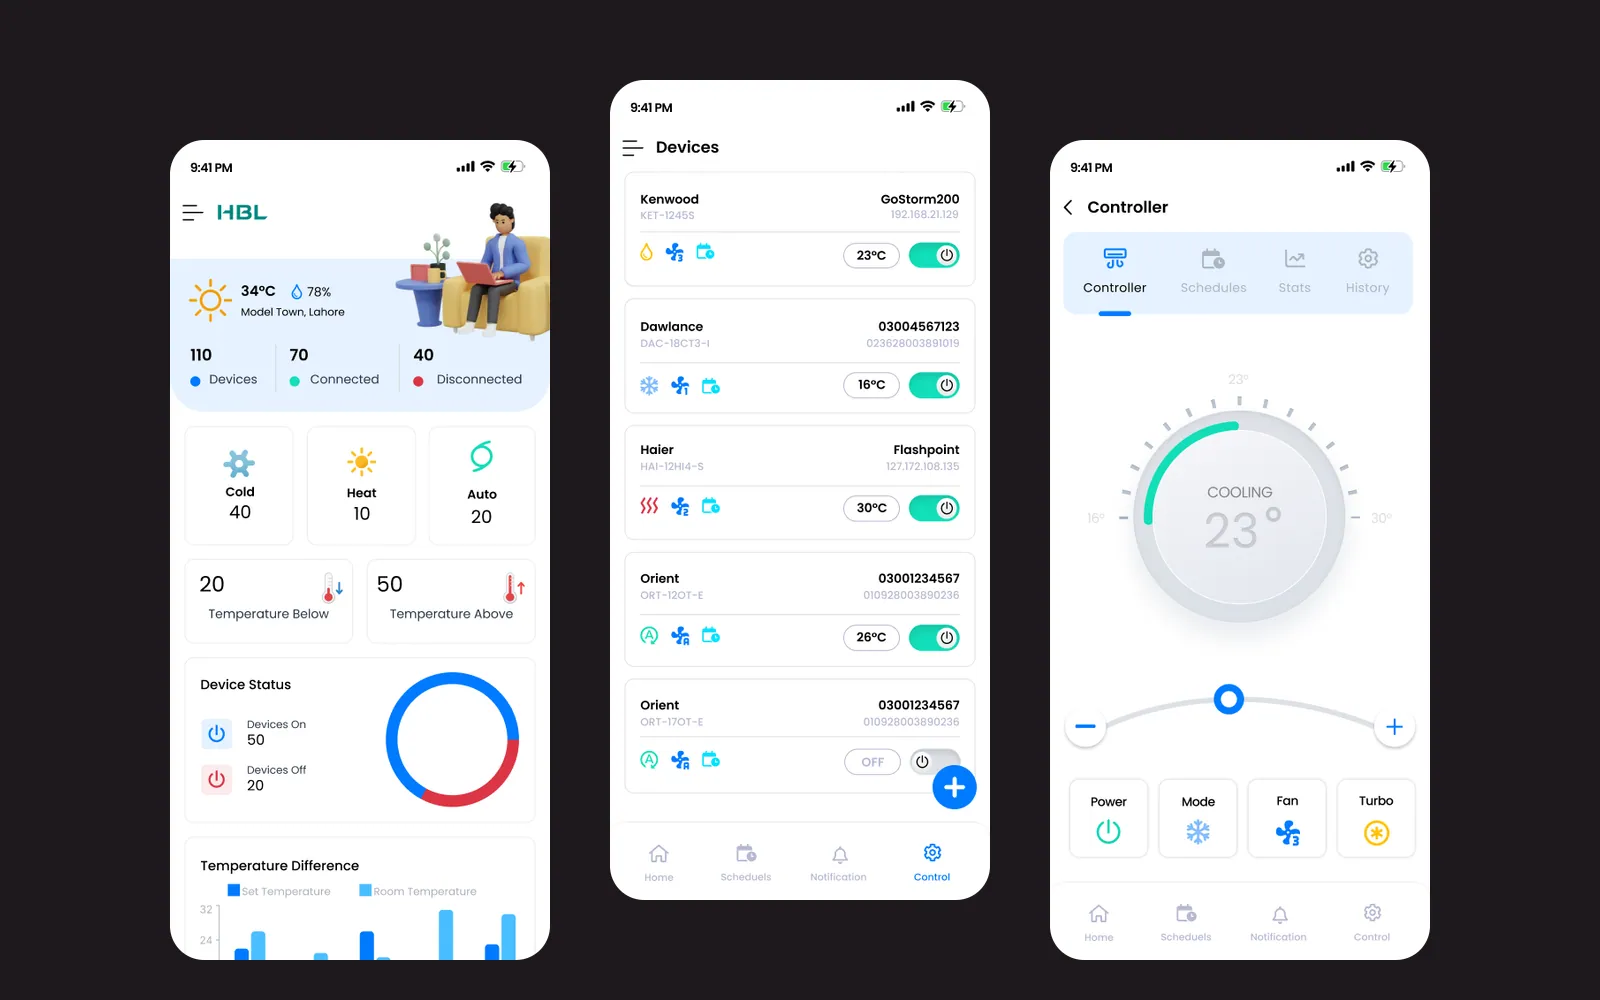 9:41 PM
HBL
34°C 78%
Model Town, Lahore
110 70 40
Devices Connected Disconnected
Cold Heat Auto
40 10 20
20 50
Temperature Below Temperature Above
Device Status
Devices On
50
Devices Off
20
Temperature Difference
Set Temperature Room Temperature
32
24
9:41 PM
Devices
Kenwood GoStorm200
KET-1245S 192.168.21.129
3 23°C
Dawlance 03004567123
DAC-18CT3-I 023628003891019
1 16°C
Haier Flashpoint
HAI-12HI4-S 127.172.108.135
2 30°C
Orient 03001234567
ORT-12OT-E 010928003890236
A A 26°C
Orient 03001234567
ORT-17OT-E 010928003890236
A A OFF
Home Scheduels Notification Control
9:41 PM
Controller
Controller Schedules Stats History
23°
16° 30°
COOLING
23°
Power Mode Fan Turbo
3
Home Scheduels Notification Control